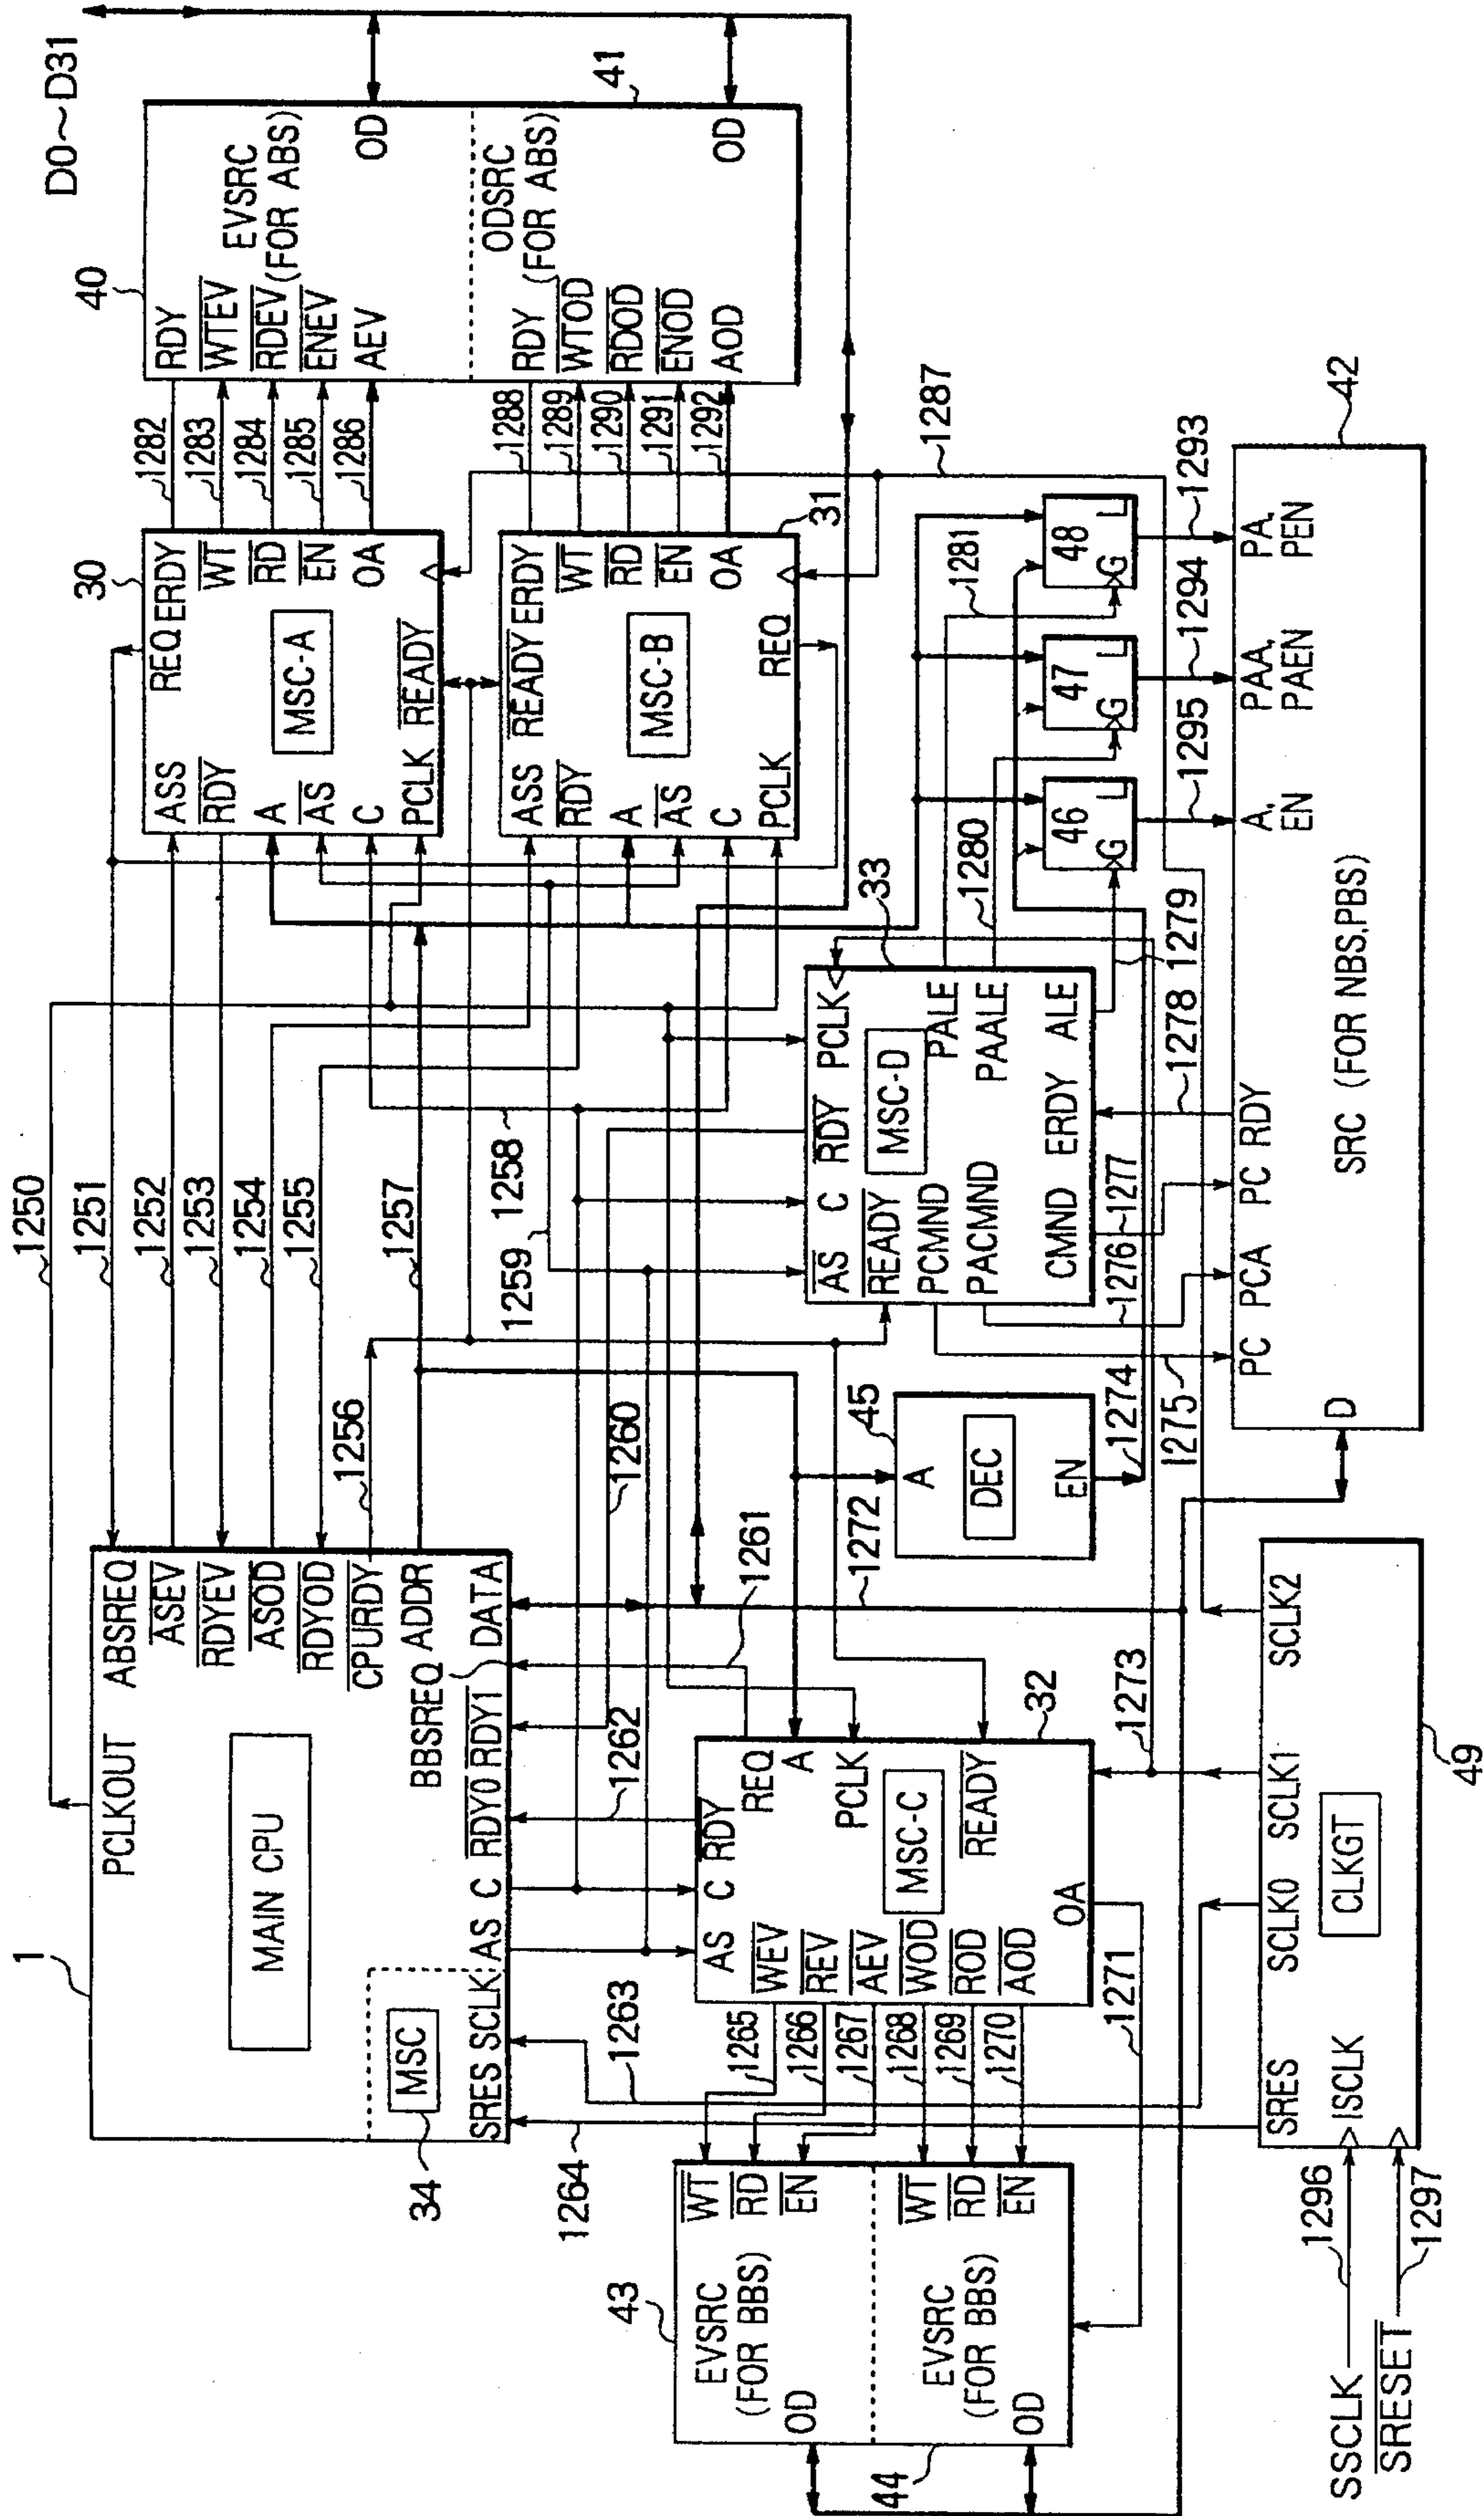 D0~D31
1
MAIN CPU
PCLKOUT
ABSREQ
ASEV
RDYEV
ASOD
RDYOD
CPURDY
ADDR
BBSREQ
DATA
MSC
34
SRES
SCLK
AS
C
RDY0
RDY1
1250
1251
1252
1253
1254
1255
1256
1257
1258
1259
1260
1261
1262
1263
1264
30
REQ
ERDY
ASS
RDY
A
AS
C
PCLK
READY
MSC-A
WT
RD
EN
OA
1282
1283
1284
1285
1286
40
RDY
WTEV
RDEV
ENEV
AEV
EVSRC
(FOR ABS)
OD
41
ODSRC
(FOR ABS)
RDY
WTOD
RDOD
ENOD
AOD
OD
31
ASS
READY
ERDY
RDY
A
AS
C
PCLK
REQ
MSC-B
WT
RD
EN
OA
1288
1289
1290
1291
1292
1287
43
EVSRC
(FOR BBS)
OD
WT
RD
EN
44
EVSRC
(FOR BBS)
OD
WT
RD
EN
1265
1266
1267
1268
1269
1270
1271
32
AS
C
RDY
REQ
A
PCLK
READY
MSC-C
WEV
REV
AEV
WOD
ROD
AOD
OA
1272
1273
45
A
DEC
EN
1274
33
AS
C
RDY
PCLK
READY
MSC-D
PCMND
PACMND
CMND
ERDY
ALE
PALE
PAALE
1275
1276
1277
1278
1279
1280
1281
46
G
L
47
G
L
48
G
L
1295
1294
1293
42
PC
PCA
PC
RDY
A,
EN
PAA,
PAEN
PA,
PEN
D
SRC (FOR NBS,PBS)
49
SRES
SCLK0
SCLK1
SCLK2
ISCLK
CLKGT
SSCLK
1296
SRESET
1297